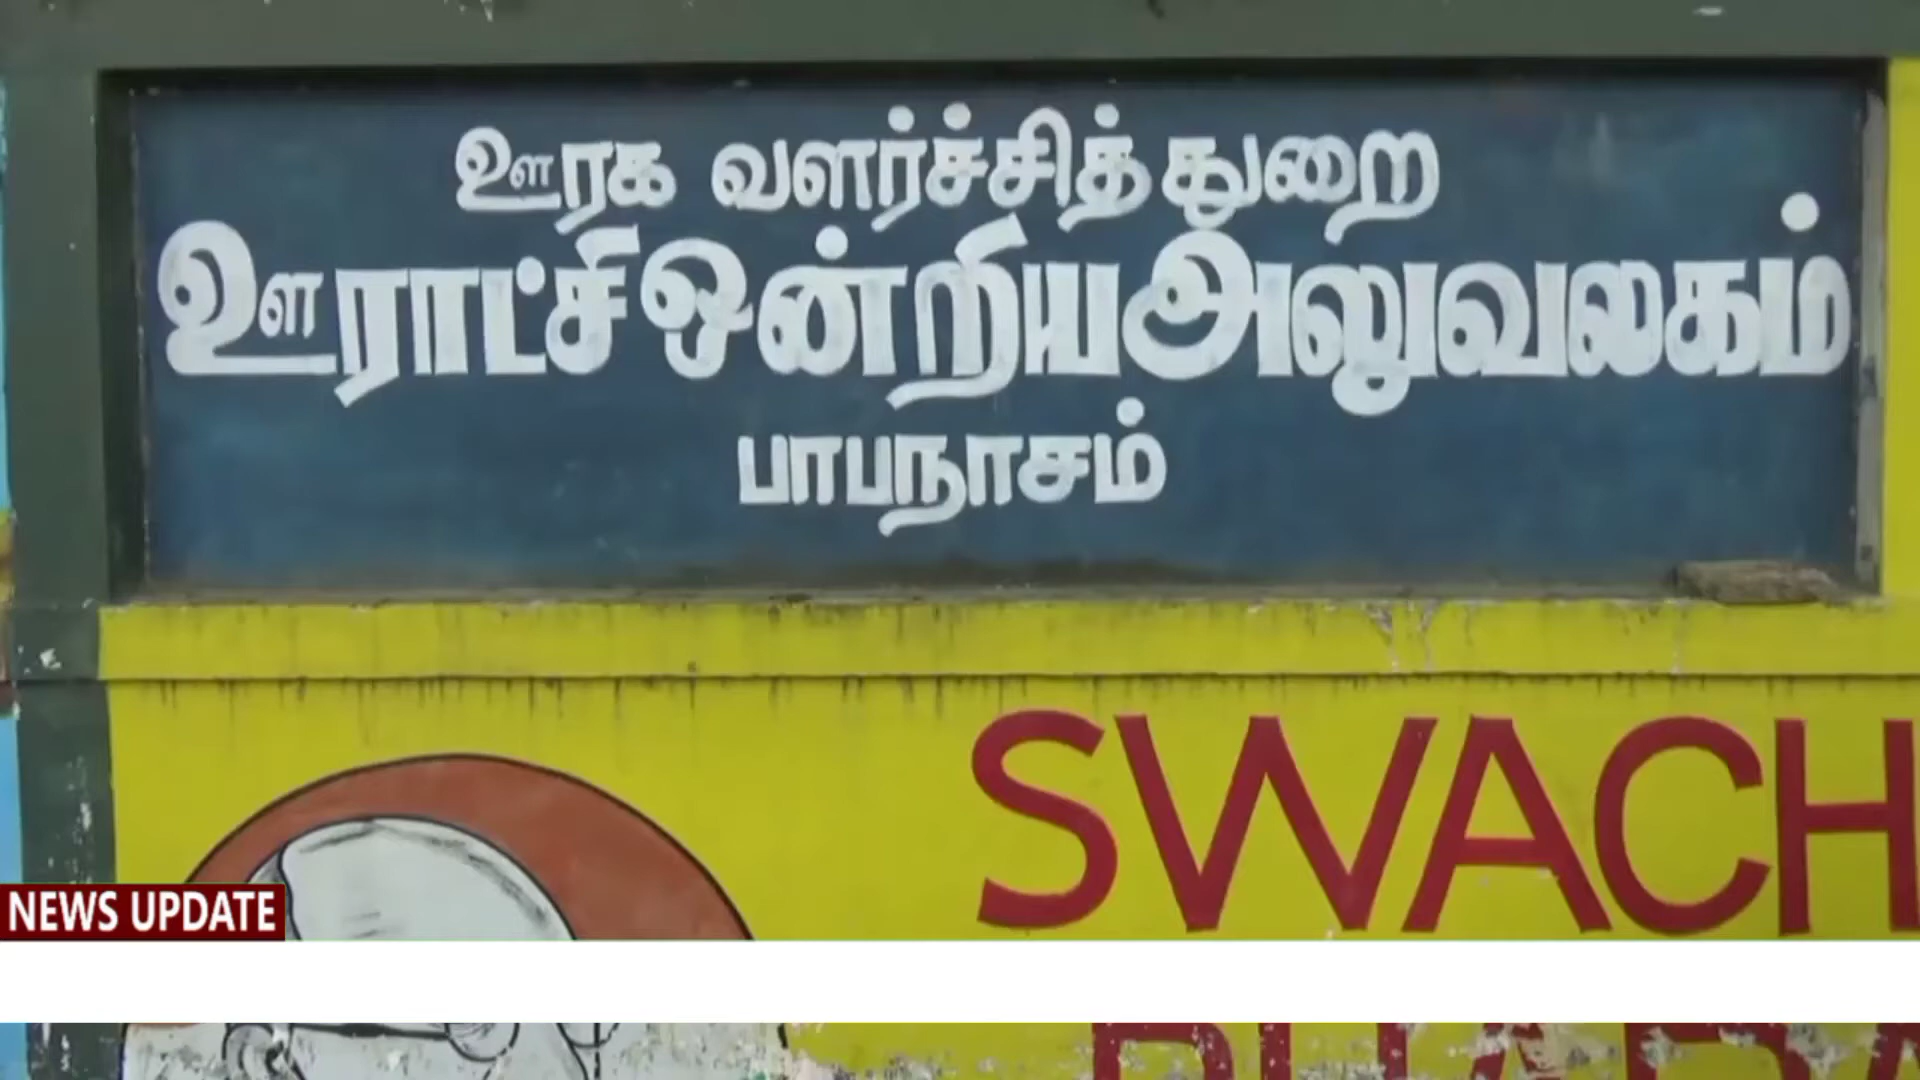 ஊரக வளர்ச்சித்துறை
ஊராட்சி ஒன்றிய அலுவலகம்
பாபநாசம்
SWACH
NEWS UPDATE